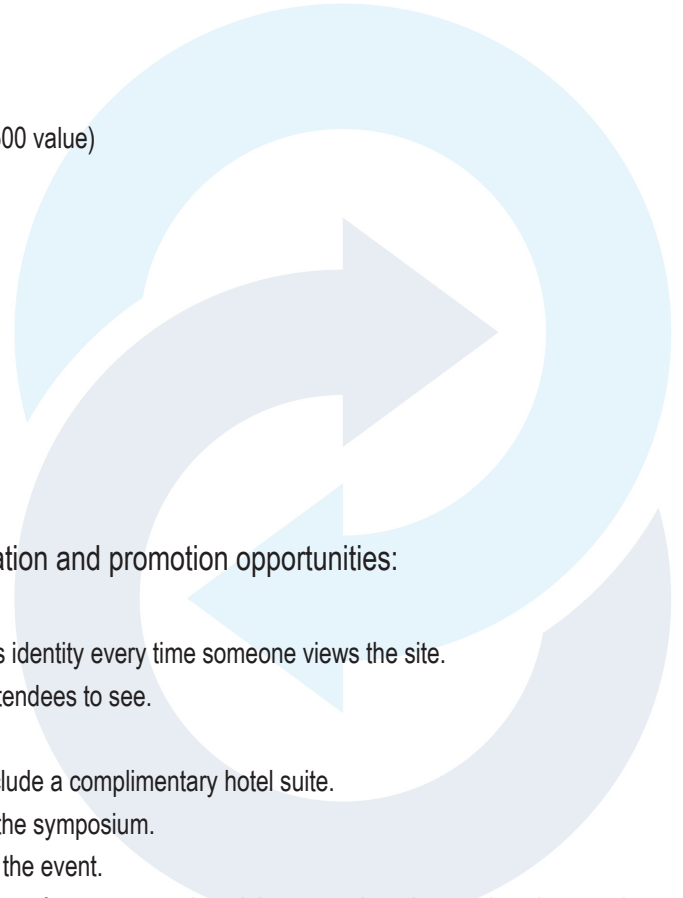 00 value)
ation and promotion opportunities:
s identity every time someone views the site.
tendees to see.
clude a complimentary hotel suite.
the symposium.
the event.